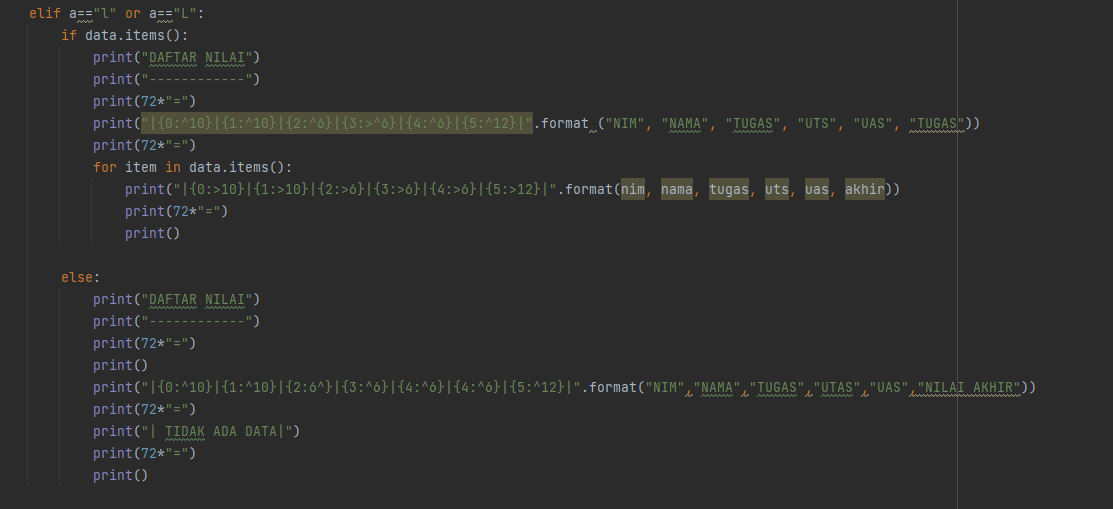 elif a=="l" or a=="L":
    if data.items():
        print("DAFTAR NILAI")
        print("------------")
        print(72*"=")
        print("|{0:^10}|{1:^10}|{2:^6}|{3:>^6}|{4:^6}|{5:^12}|".format ("NIM", "NAMA", "TUGAS", "UTS", "UAS", "TUGAS"))
        print(72*"=")
        for item in data.items():
            print("|{0:>10}|{1:>10}|{2:>6}|{3:>6}|{4:>6}|{5:>12}|".format(nim, nama, tugas, uts, uas, akhir))
            print(72*"=")
            print()
    else:
        print("DAFTAR NILAI")
        print("------------")
        print(72*"=")
        print()
        print("|{0:^10}|{1:^10}|{2:6^}|{3:^6}|{4:^6}|{4:^6}|{5:^12}|".format("NIM","NAMA","TUGAS","UTAS","UAS","NILAI AKHIR"))
        print(72*"=")
        print("| TIDAK ADA DATA|")
        print(72*"=")
        print()